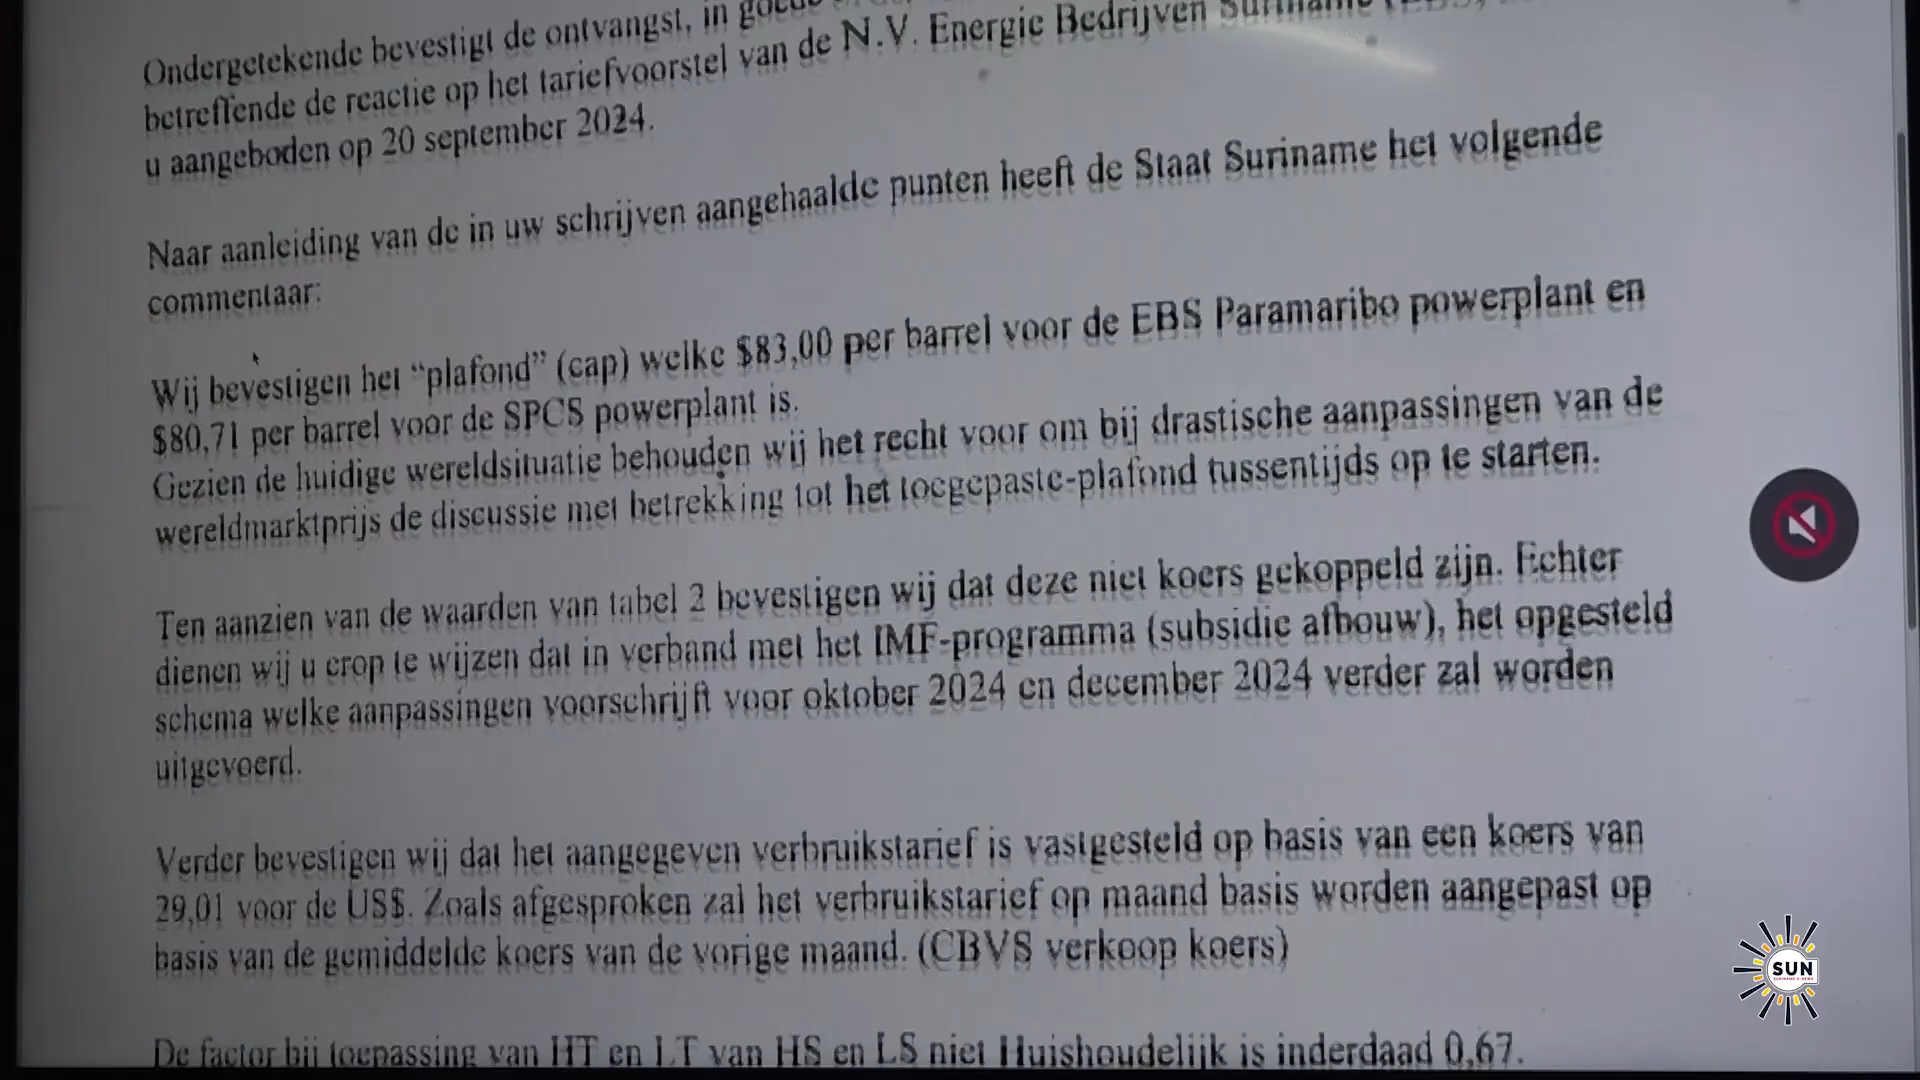 Ondergetekende bevestigt de ontvangst, in
betreffende de reactie op het tariefvoorstel van de N.V. Energie Bedrijven Suriname
u aangeboden op 20 september 2024.
Naar aanleiding van de in uw schrijven aangehaalde punten heeft de Staat Suriname het volgende
commentaar:
Wij bevestigen het “plafond” (cap) welke $83,00 per barrel voor de EBS Paramaribo powerplant en
$80,71 per barrel voor de SPCS powerplant is.
Gezien de huidige wereldsituatie behouden wij het recht voor om bij drastische aanpassingen van de
wereldmarktprijs de discussie met betrekking tot het toegepaste-plafond tussentijds op te starten.
Ten aanzien van de waarden van tabel 2 bevestigen wij dat deze niet koers gekoppeld zijn. Echter
dienen wij u erop te wijzen dat in verband met het IMF-programma (subsidie afbouw), het opgesteld
schema welke aanpassingen voorschrijft voor oktober 2024 en december 2024 verder zal worden
uitgevoerd.
Verder bevestigen wij dat het aangegeven verbruikstarief is vastgesteld op basis van een koers van
29,01 voor de US$. Zoals afgesproken zal het verbruikstarief op maand basis worden aangepast op
basis van de gemiddelde koers van de vorige maand. (CBVS verkoop koers)
De factor bij toepassing van HT en LT van HS en LS niet Huishoudelijk is inderdaad 0,67.
SUN